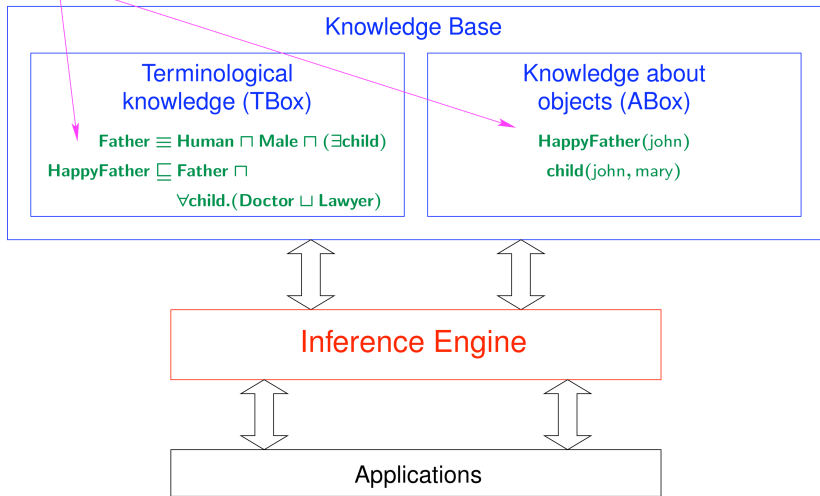 Knowledge Base
Terminological
knowledge (TBox)
Father ≡ Human ⊓ Male ⊓ (∃child)
HappyFather ⊑ Father ⊓
∀child.(Doctor ⊔ Lawyer)
Knowledge about
objects (ABox)
HappyFather(john)
child(john, mary)
Inference Engine
Applications